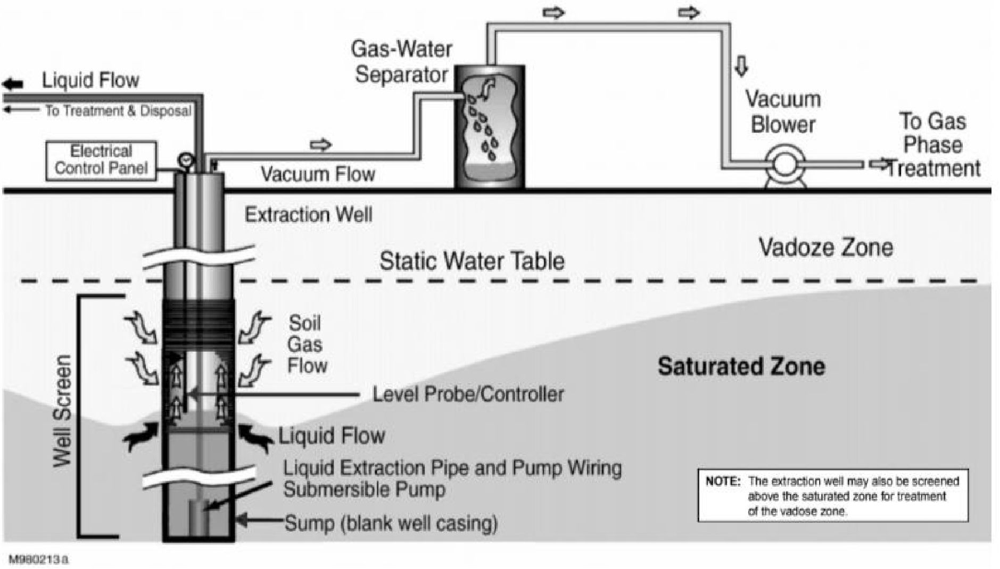 Gas-Water
Separator
Liquid Flow
To Treatment & Disposal
Vacuum
Blower
To Gas
Phase
Treatment
Electrical
Control Panel
Vacuum Flow
Extraction Well
Vadoze Zone
Static Water Table
Soil
Gas
Flow
Well Screen
Saturated Zone
Level Probe/Controller
Liquid Flow
Liquid Extraction Pipe and Pump Wiring
Submersible Pump
Sump (blank well casing)
NOTE: The extraction well may also be screened
above the saturated zone for treatment
of the vadose zone.
M980213a